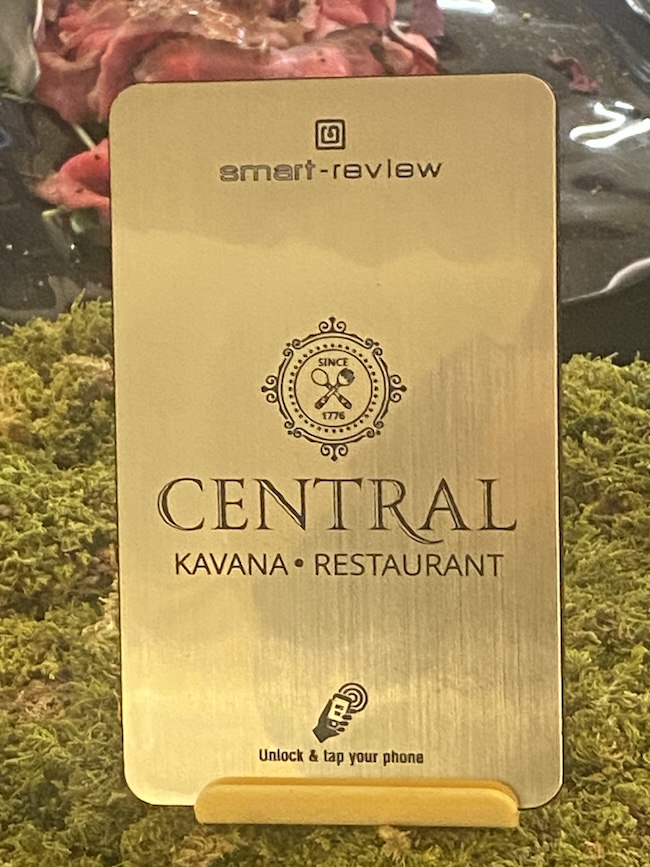 smart-review
SINCE
1776
CENTRAL
KAVANA • RESTAURANT
Unlock & tap your phone